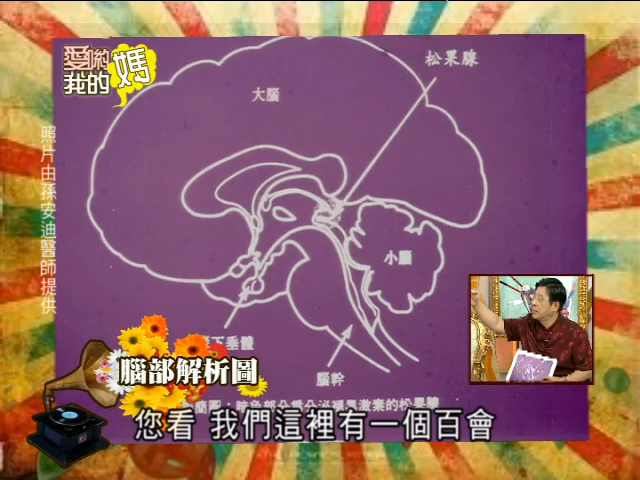 愛喲
我的媽
松果腺
大腦
照片由孫安迪醫師提供
小腦
下垂體
腦幹
腦部解析圖
您看 我們這裡有一個百會